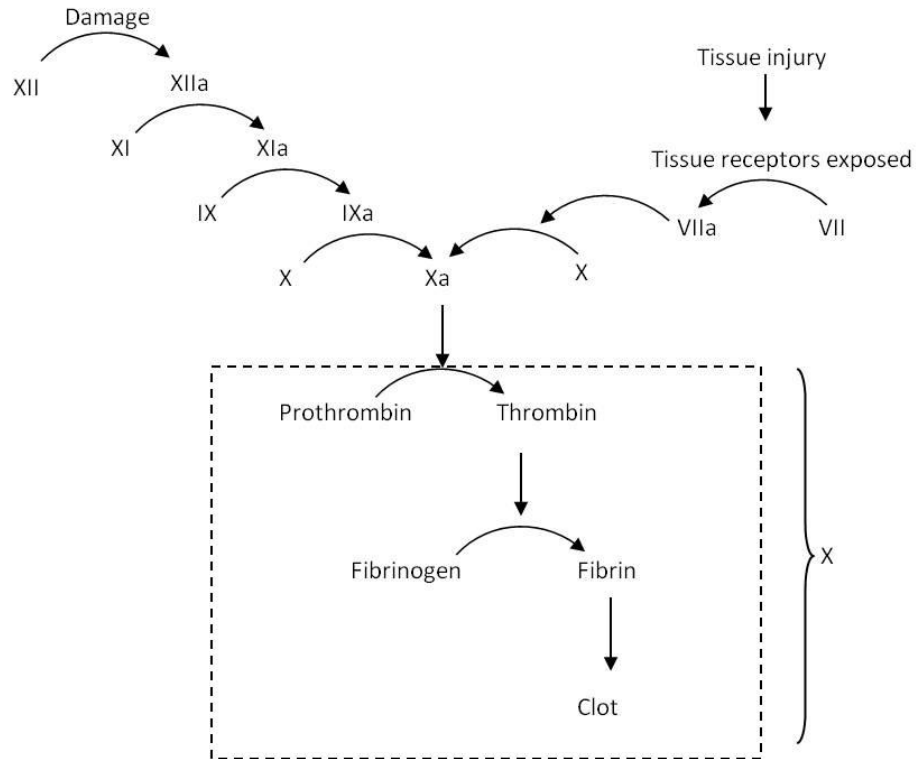 Damage
XII
XIIa
Tissue injury
XI
XIa
Tissue receptors exposed
IX
IXa
VIIa
VII
X
Xa
X
Prothrombin
Thrombin
Fibrinogen
Fibrin
X
Clot